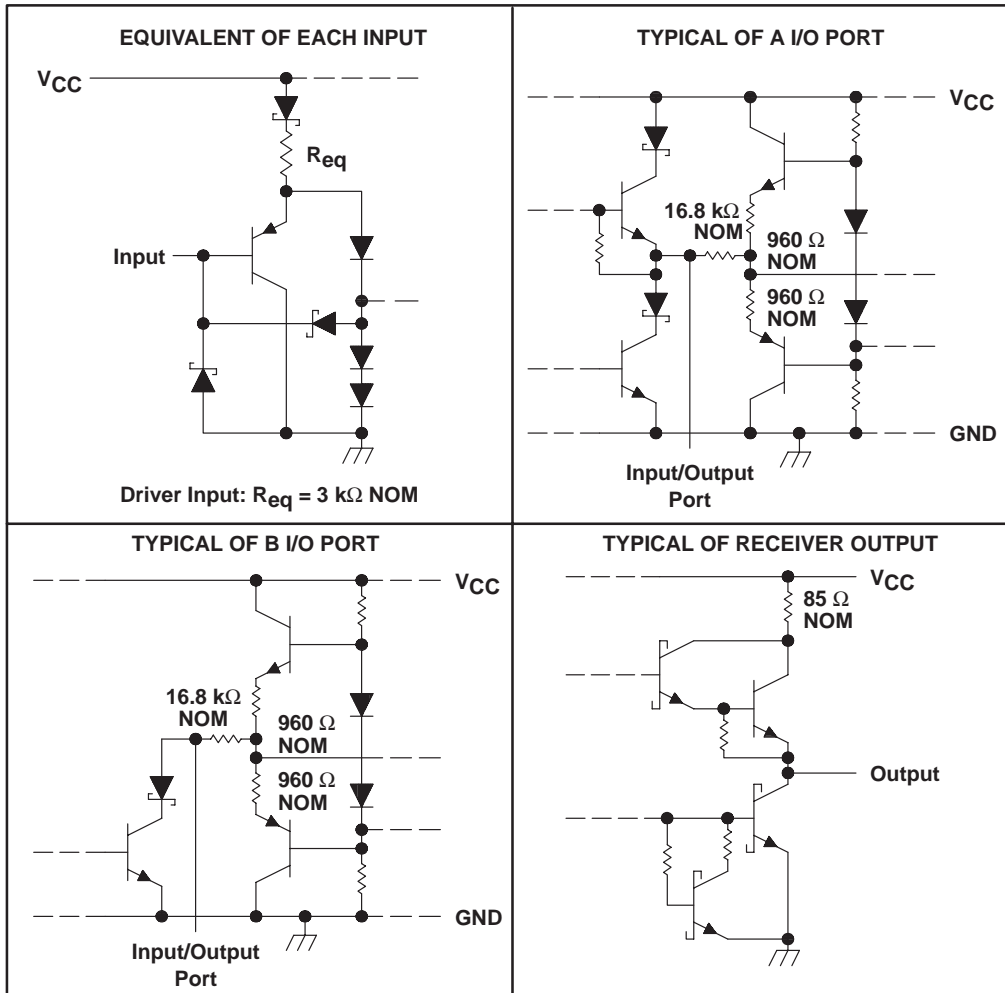 EQUIVALENT OF EACH INPUT
VCC
Req
Input
Driver Input: Req = 3 kΩ NOM
TYPICAL OF A I/O PORT
VCC
16.8 kΩ
NOM
960 Ω
NOM
960 Ω
NOM
GND
Input/Output
Port
TYPICAL OF B I/O PORT
VCC
16.8 kΩ
NOM
960 Ω
NOM
960 Ω
NOM
GND
Input/Output
Port
TYPICAL OF RECEIVER OUTPUT
VCC
85 Ω
NOM
Output